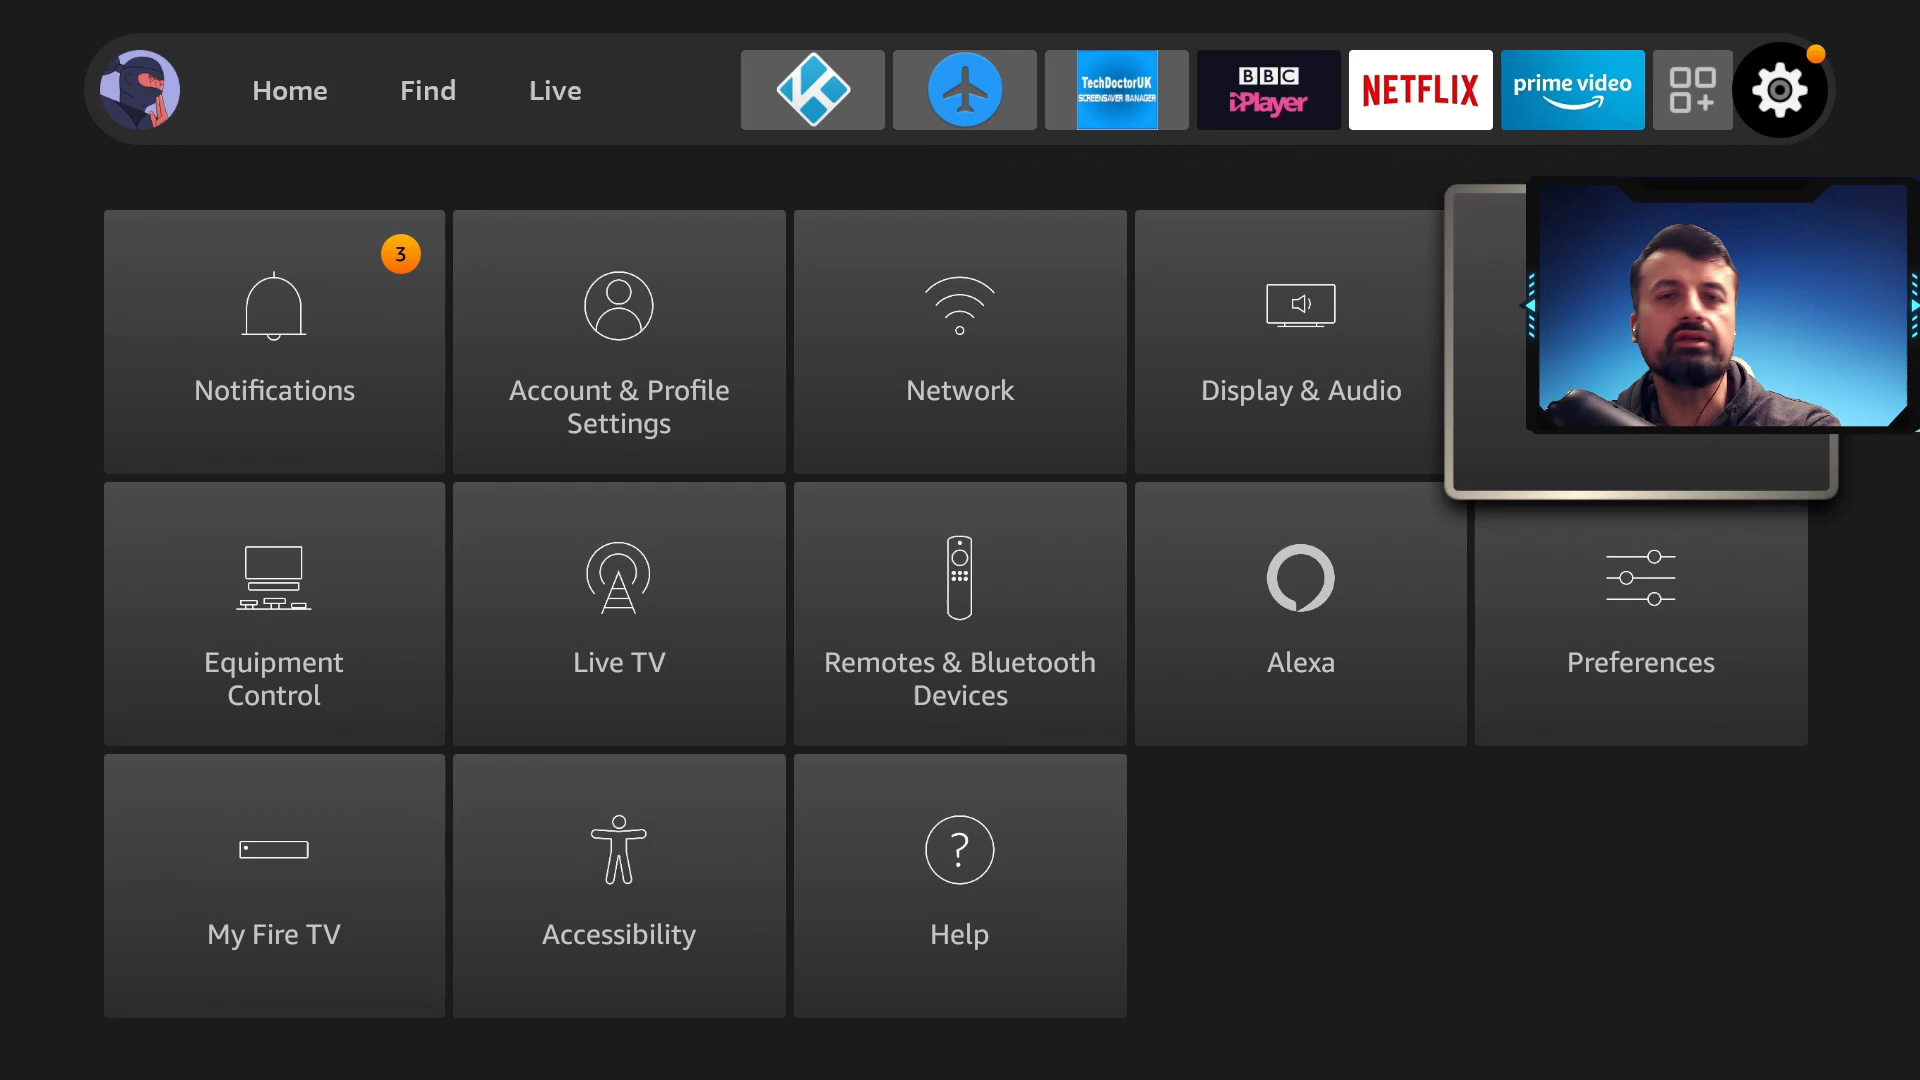 Home
Find
Live
TechDoctorUK
SCREENSAVER MANAGER
BBC
iPLAYER
NETFLIX
prime video
3
Notifications
Account & Profile
Settings
Network
Display & Audio
Equipment
Control
Live TV
Remotes & Bluetooth
Devices
Alexa
Preferences
My Fire TV
Accessibility
?
Help